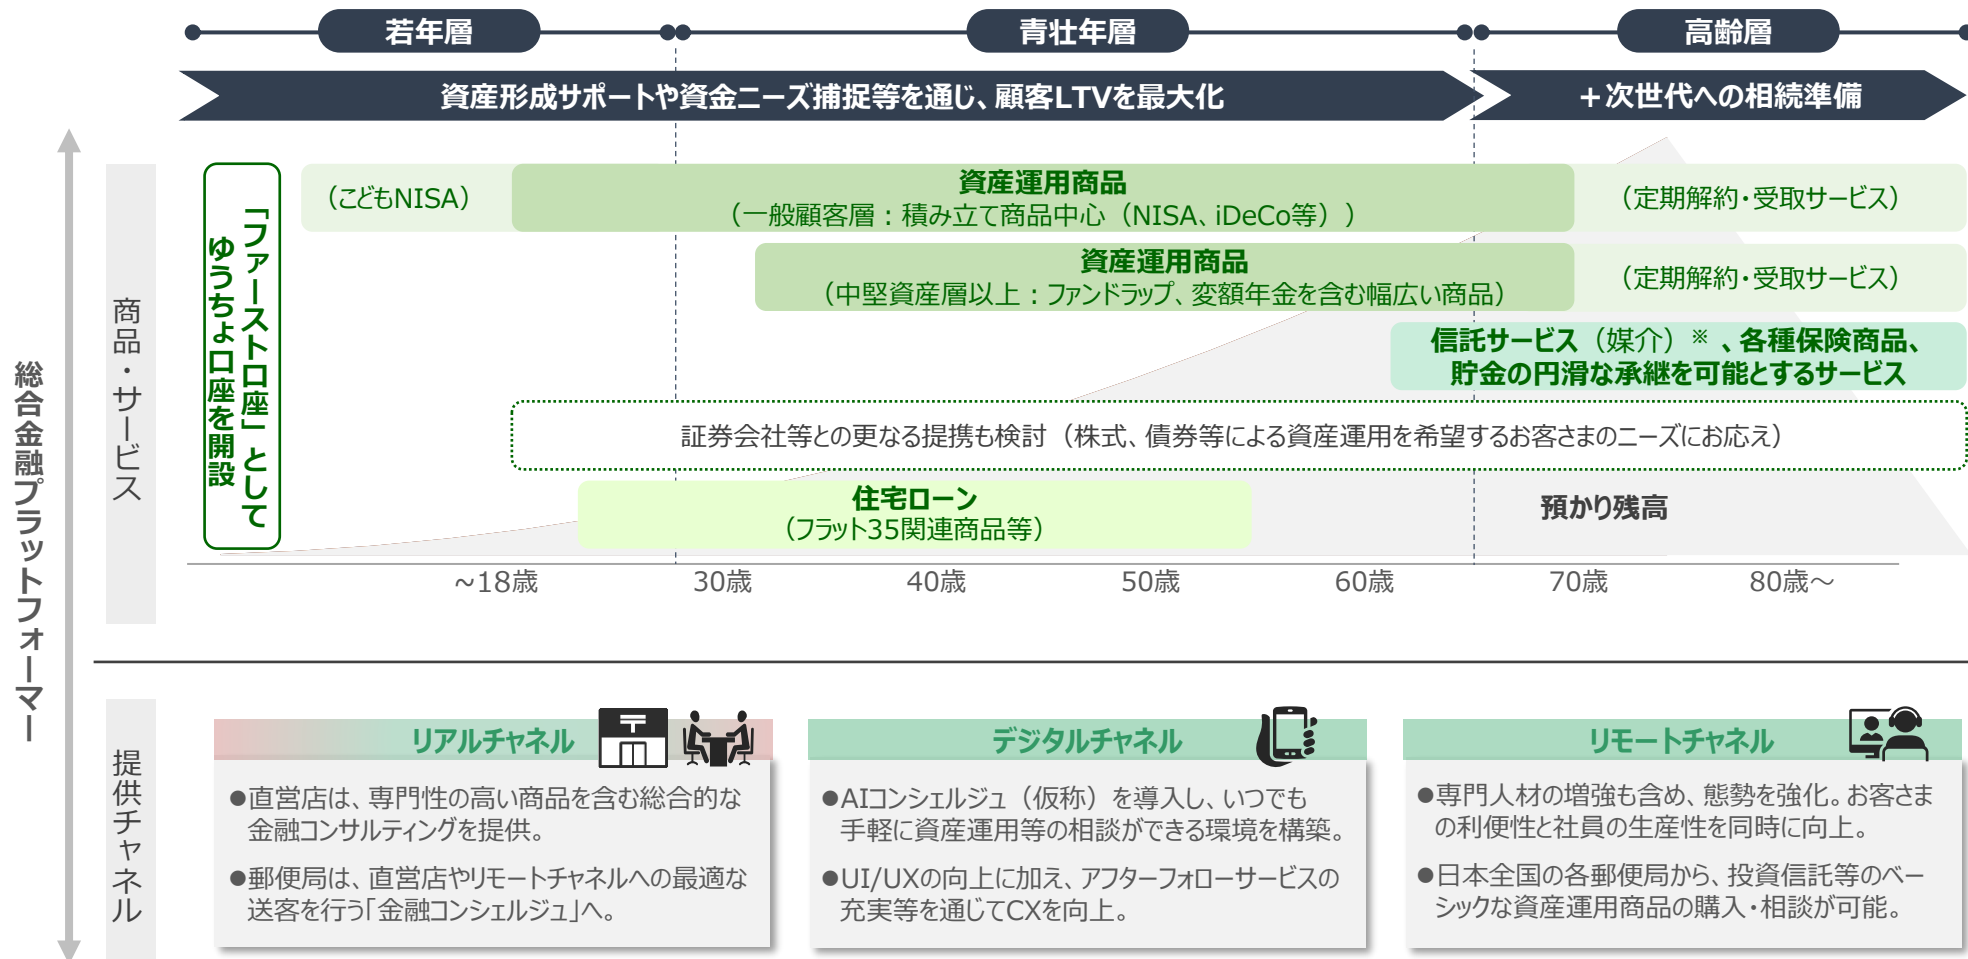 若年層
青壮年層
高齢層
資産形成サポートや資金ニーズ捕捉等を通じ、顧客LTVを最大化
＋次世代への相続準備
総合金融プラットフォーマー
商品・サービス
「ファーストロ座」として
ゆうちょ口座を開設
（こどもNISA）
資産運用商品
（一般顧客層：積み立て商品中心（NISA、iDeCo等））
（定期解約・受取サービス）
資産運用商品
（中堅資産層以上：ファンドラップ、変額年金を含む幅広い商品）
（定期解約・受取サービス）
信託サービス（媒介）※、各種保険商品、
貯金の円滑な承継を可能とするサービス
証券会社等との更なる提携も検討（株式、債券等による資産運用を希望するお客さまのニーズにお応え）
住宅ローン
（フラット35関連商品等）
預かり残高
~18歳
30歳
40歳
50歳
60歳
70歳
80歳～
提供チャネル
リアルチャネル
●直営店は、専門性の高い商品を含む総合的な
金融コンサルティングを提供。
●郵便局は、直営店やリモートチャネルへの最適な
送客を行う「金融コンシェルジュ」へ。
デジタルチャネル
●AIコンシェルジュ（仮称）を導入し、いつでも
手軽に資産運用等の相談ができる環境を構築。
●UI/UXの向上に加え、アフターフォローサービスの
充実等を通じてCXを向上。
リモートチャネル
●専門人材の増強も含め、態勢を強化。お客さま
の利便性と社員の生産性を同時に向上。
●日本全国の各郵便局から、投資信託等のベー
シックな資産運用商品の購入・相談が可能。